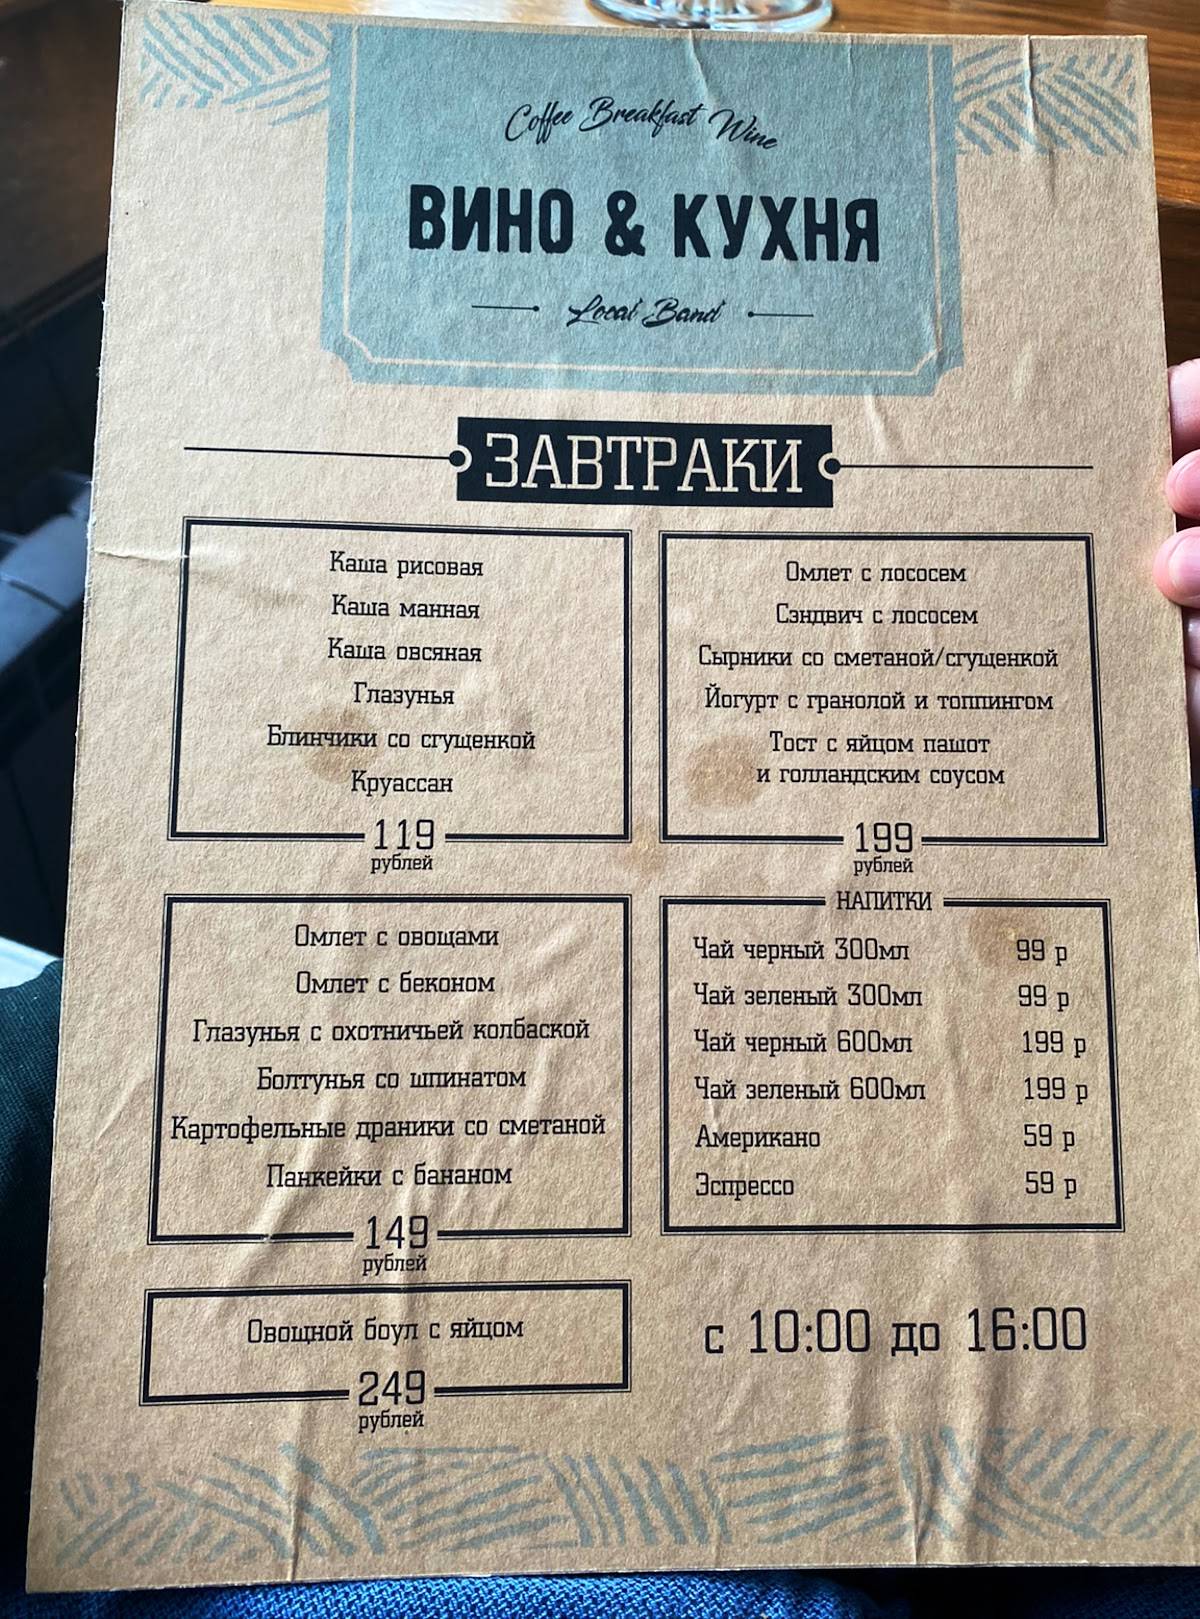 Coffee Breakfast Wine
ВИНО & КУХНЯ
Local Band
ЗАВТРАКИ
Каша рисовая
Каша манная
Каша овсяная
Глазунья
Блинчики со сгущенкой
Круассан
119
рублей
Омлет с лососем
Сэндвич с лососем
Сырники со сметаной/сгущенкой
Йогурт с гранолой и топпингом
Тост с яйцом пашот
и голландским соусом
199
рублей
Омлет с овощами
Омлет с беконом
Глазунья с охотничьей колбаской
Болтунья со шпинатом
Картофельные драники со сметаной
Панкейки с бананом
149
рублей
НАПИТКИ
Чай черный 300мл 99 р
Чай зеленый 300мл 99 р
Чай черный 600мл 199 р
Чай зеленый 600мл 199 р
Американо 59 р
Эспрессо 59 р
Овощной боул с яйцом
249
рублей
с 10:00 до 16:00